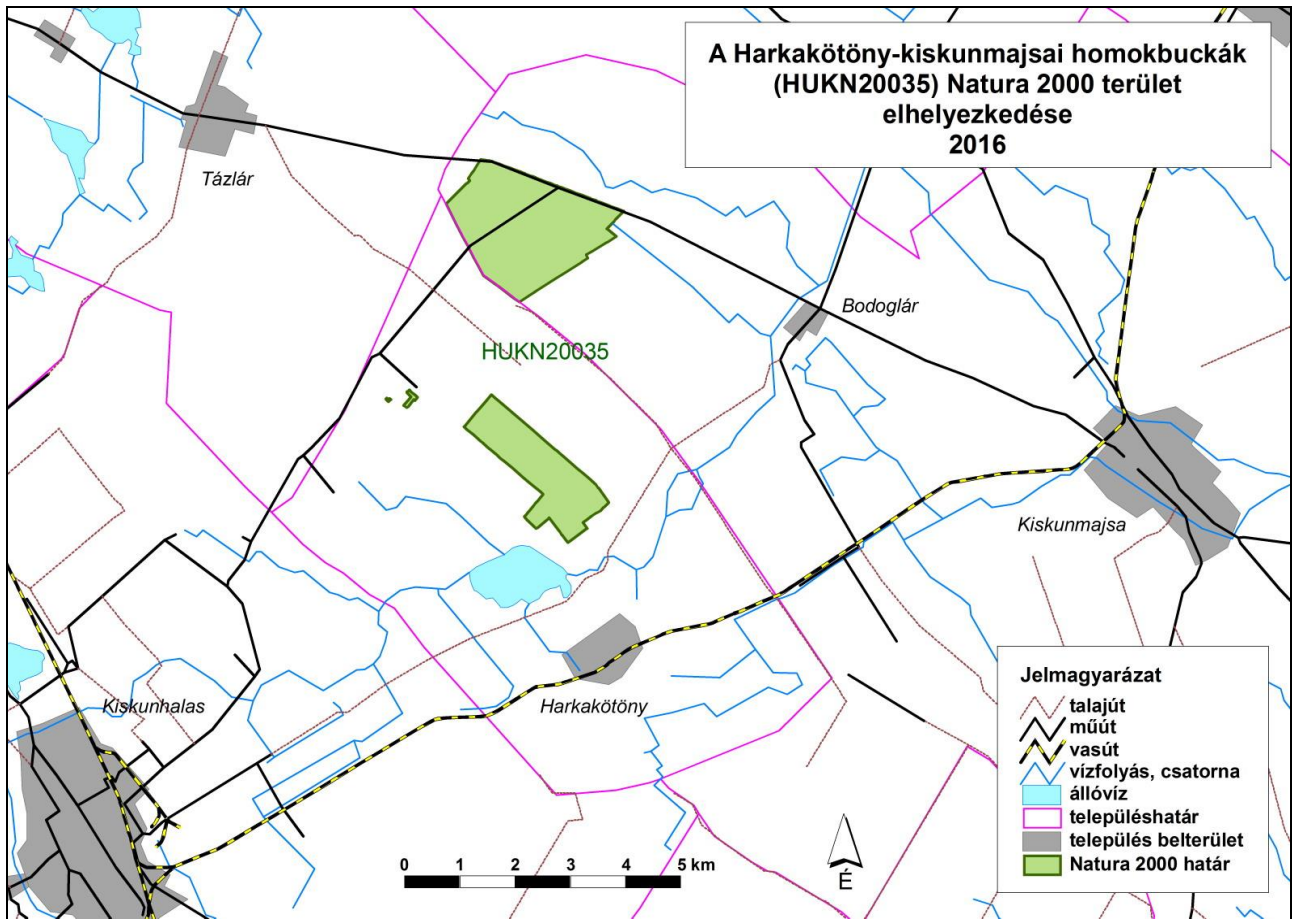 A Harkakötöny-kiskunmajsai homokbuckák
(HUKN20035) Natura 2000 terület
elhelyezkedése
2016
Tázlár
Bodoglár
HUKN20035
Kiskunmajsa
Kiskunhalas
Harkakötöny
Jelmagyarázat
talajút
műút
vasút
vízfolyás, csatorna
állóvíz
településhatár
település belterület
Natura 2000 határ
0 1 2 3 4 5 km
É